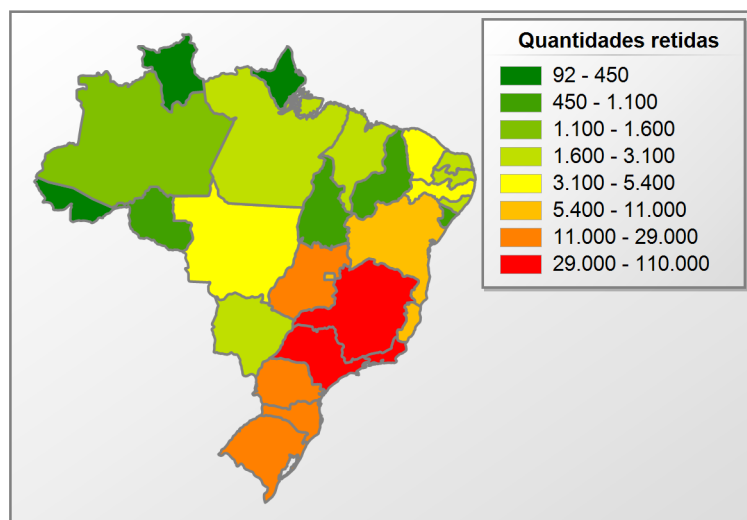 Quantidades retidas
92 - 450
450 - 1.100
1.100 - 1.600
1.600 - 3.100
3.100 - 5.400
5.400 - 11.000
11.000 - 29.000
29.000 - 110.000